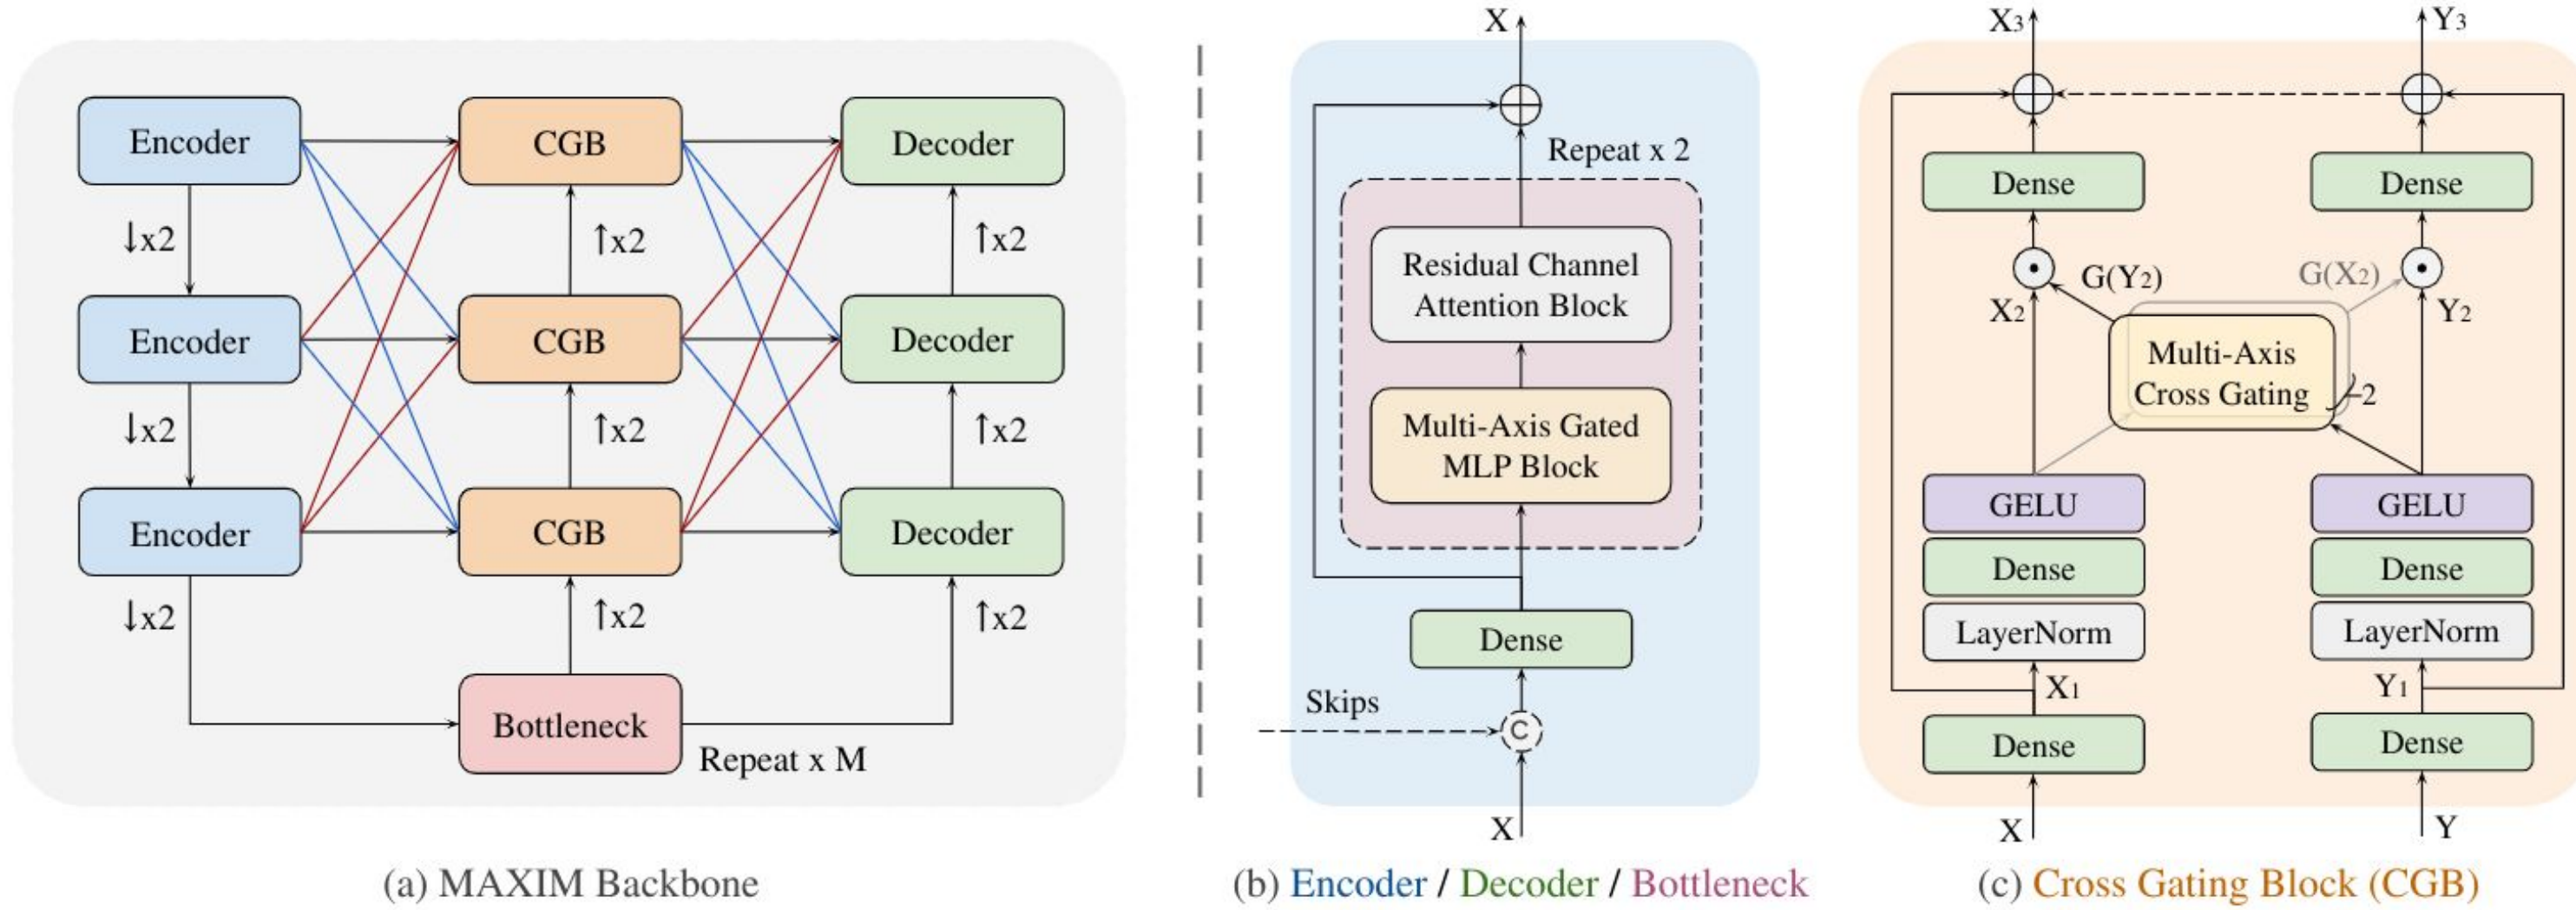 Encoder
CGB
Decoder
↓x2
↑x2
↑x2
Encoder
CGB
Decoder
↓x2
↑x2
↑x2
Encoder
CGB
Decoder
↓x2
↑x2
↑x2
Bottleneck
Repeat x M
(a) MAXIM Backbone
X
Repeat x 2
Residual Channel
Attention Block
Multi-Axis Gated
MLP Block
Dense
Skips
C
X
(b) Encoder / Decoder / Bottleneck
X3
Y3
Dense
Dense
G(Y2)
G(X2)
X2
Y2
Multi-Axis
Cross Gating
2
GELU
GELU
Dense
Dense
LayerNorm
LayerNorm
X1
Y1
Dense
Dense
X
Y
(c) Cross Gating Block (CGB)